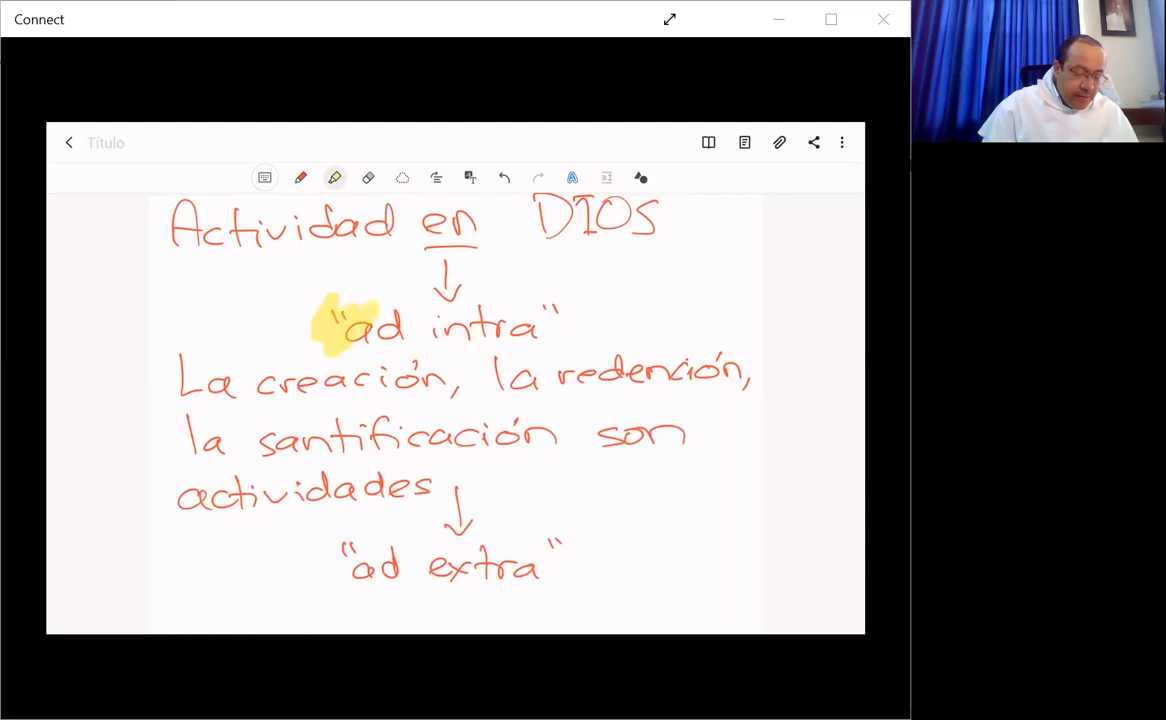 Connect
Título
Actividad en DIOS
"ad intra"
La creación, la redención,
la santificación son
actividades
"ad extra"